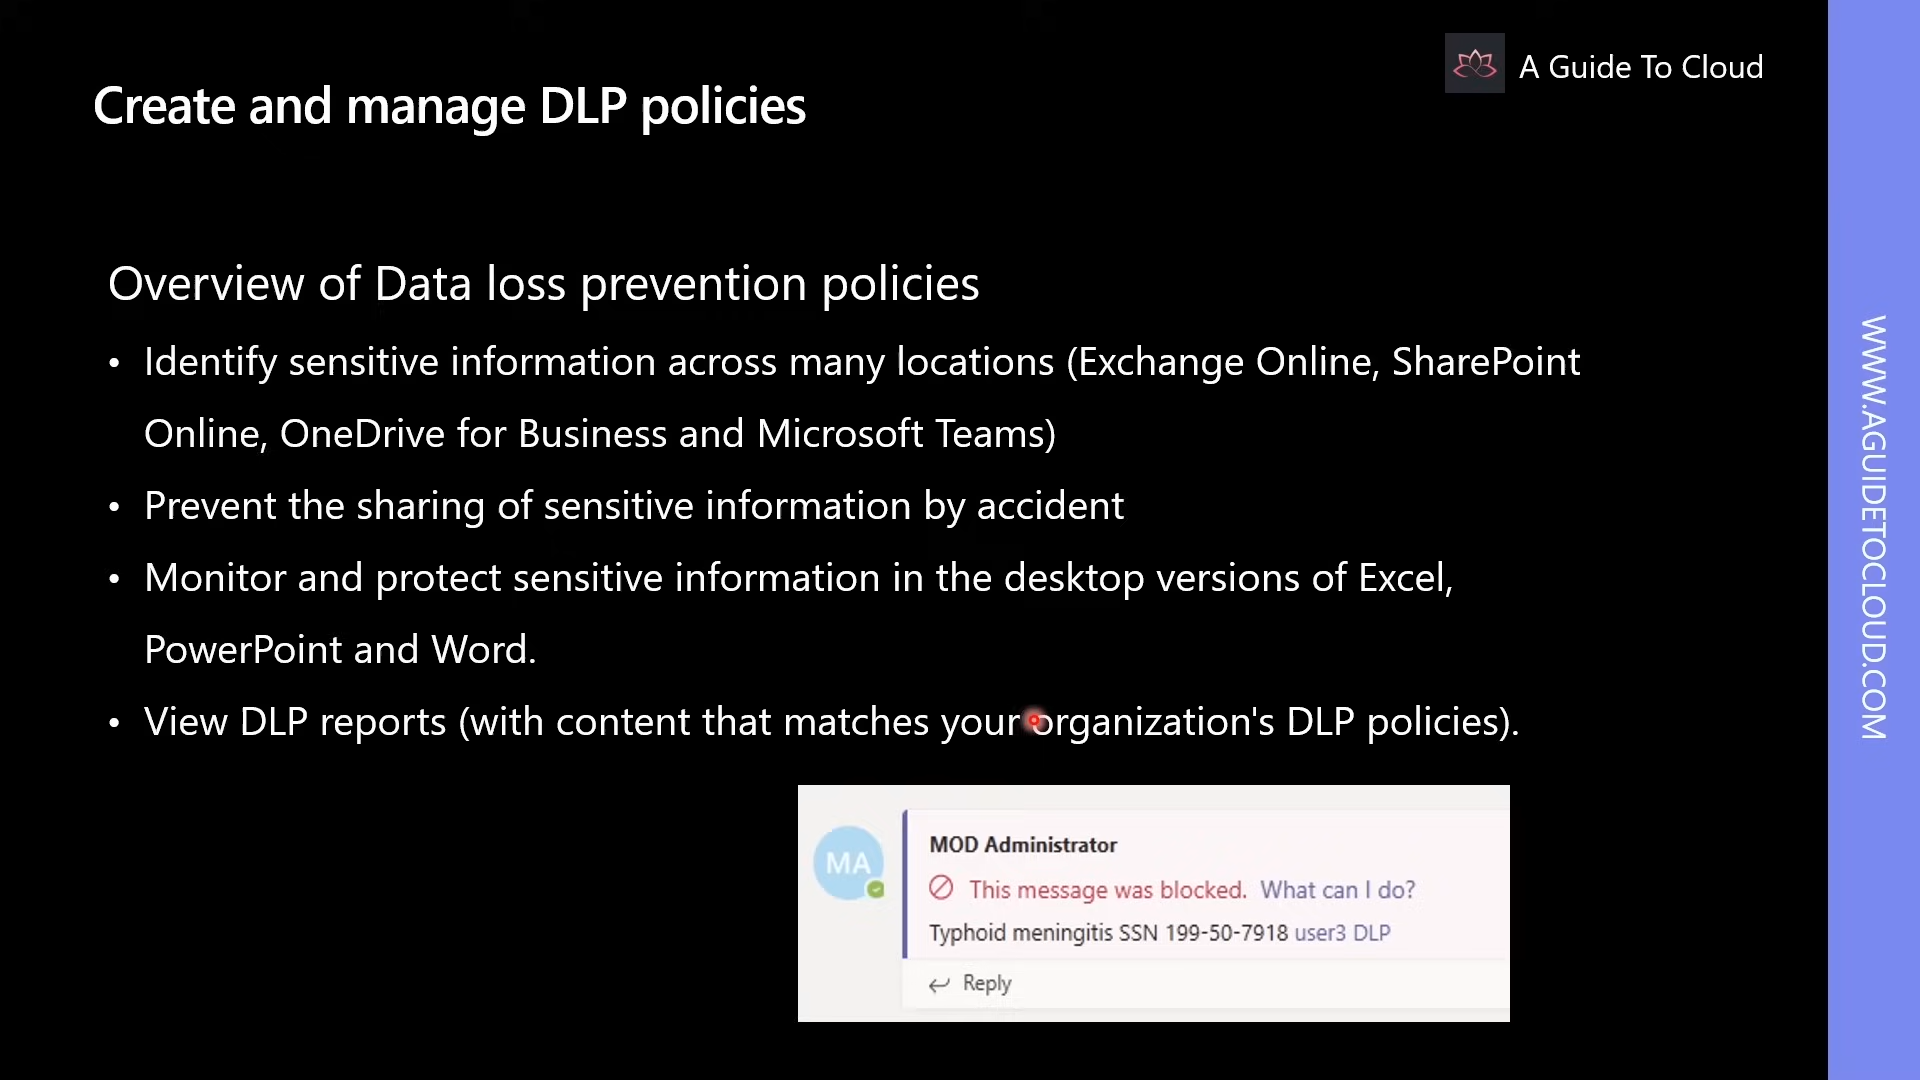 A Guide To Cloud
Create and manage DLP policies
Overview of Data loss prevention policies
• Identify sensitive information across many locations (Exchange Online, SharePoint
Online, OneDrive for Business and Microsoft Teams)
• Prevent the sharing of sensitive information by accident
• Monitor and protect sensitive information in the desktop versions of Excel,
PowerPoint and Word.
• View DLP reports (with content that matches your organization's DLP policies).
MA
MOD Administrator
This message was blocked. What can I do?
Typhoid meningitis SSN 199-50-7918 user3 DLP
Reply
WWW.AGUIDETOCLOUD.COM